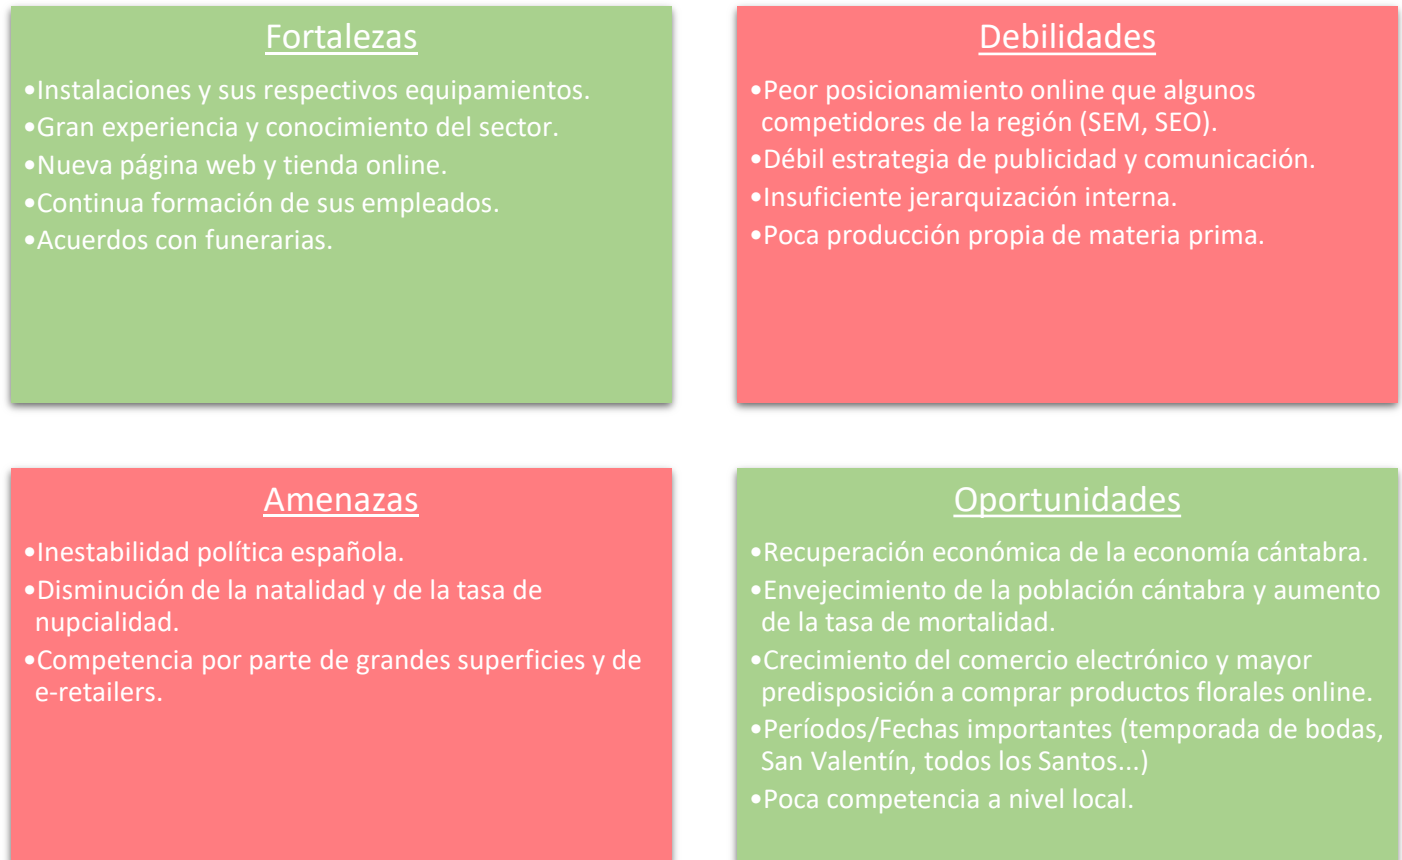 Fortalezas
•Instalaciones y sus respectivos equipamientos.
•Gran experiencia y conocimiento del sector.
•Nueva página web y tienda online.
•Continua formación de sus empleados.
•Acuerdos con funerarias.
Debilidades
•Peor posicionamiento online que algunos
competidores de la región (SEM, SEO).
•Débil estrategia de publicidad y comunicación.
•Insuficiente jerarquización interna.
•Poca producción propia de materia prima.
Amenazas
•Inestabilidad política española.
•Disminución de la natalidad y de la tasa de
nupcialidad.
•Competencia por parte de grandes superficies y de
e-retailers.
Oportunidades
•Recuperación económica de la economía cántabra.
•Envejecimiento de la población cántabra y aumento
de la tasa de mortalidad.
•Crecimiento del comercio electrónico y mayor
predisposición a comprar productos florales online.
•Períodos/Fechas importantes (temporada de bodas,
San Valentín, todos los Santos...)
•Poca competencia a nivel local.